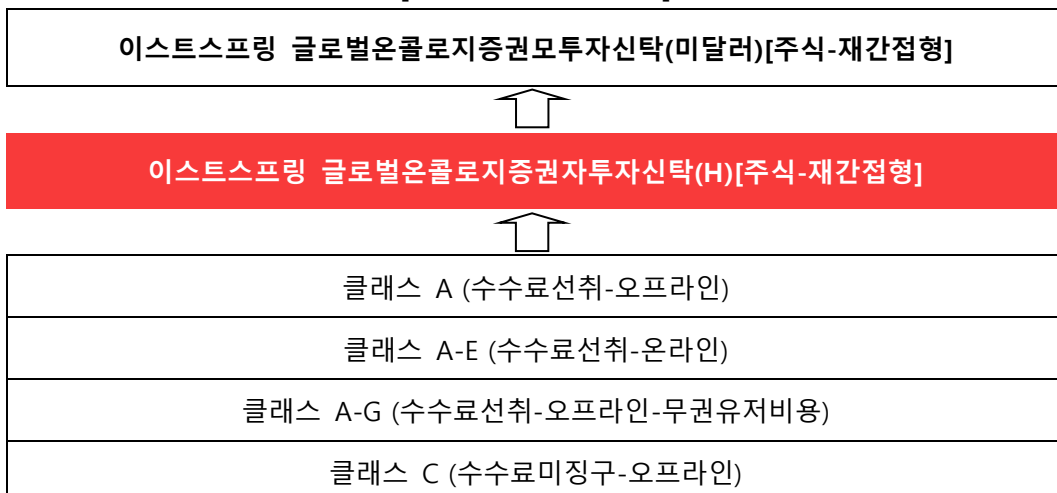 이스트스프링 글로벌온콜로지증권모투자신탁(미달러)[주식-재간접형]
이스트스프링 글로벌온콜로지증권자투자신탁(H)[주식-재간접형]
클래스 A (수수료선취-오프라인)
클래스 A-E (수수료선취-온라인)
클래스 A-G (수수료선취-오프라인-무권유저비용)
클래스 C (수수료미징구-오프라인)